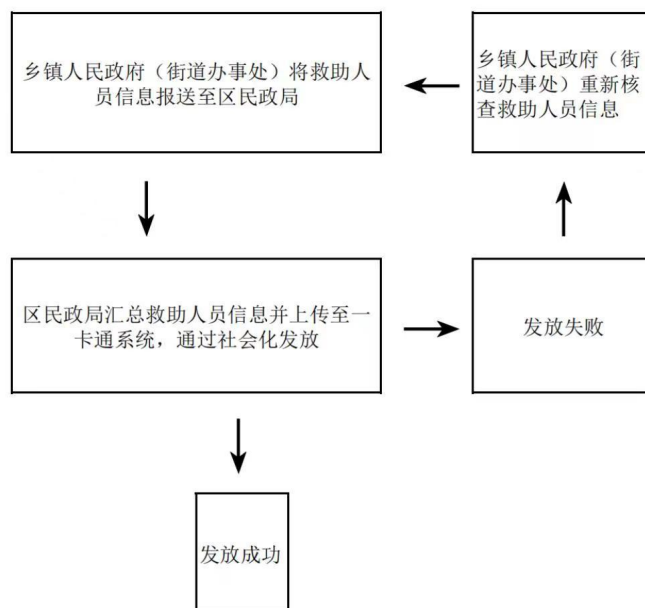 乡镇人民政府（街道办事处）将救助人
员信息报送至区民政局
乡镇人民政府（街
道办事处）重新核
查救助人员信息
区民政局汇总救助人员信息并上传至一
卡通系统，通过社会化发放
发放失败
发放成功